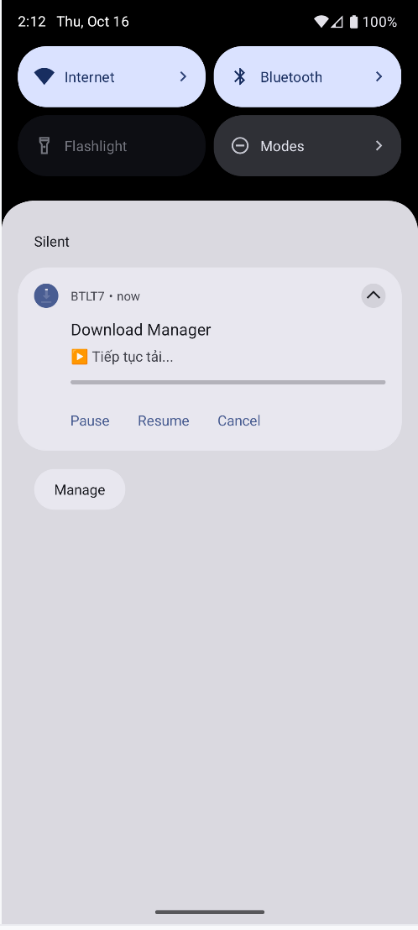 2:12 Thu, Oct 16 100%
Internet Bluetooth
Flashlight Modes
Silent
BTLT7 • now
Download Manager
▶️ Tiếp tục tải...
Pause Resume Cancel
Manage